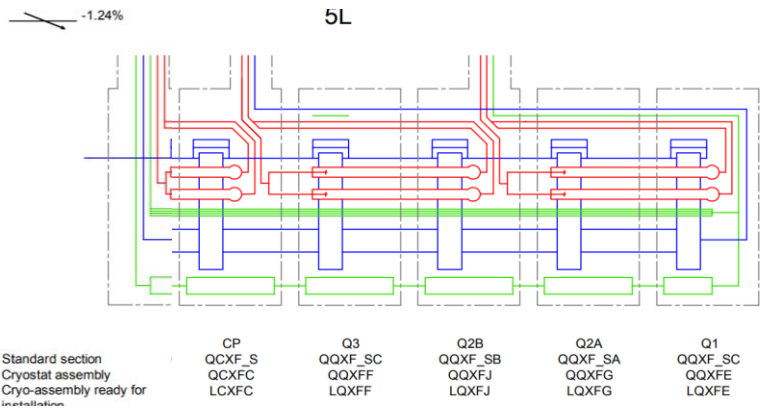 -1.24%
5L
CP Q3 Q2B Q2A Q1
Standard section QCXF_S QQXF_SC QQXF_SB QQXF_SA QQXF_SC
Cryostat assembly QCXFC QQXFF QQXFJ QQXFG QQXFE
Cryo-assembly ready for LCXFC LQXFF LQXFJ LQXFG LQXFE
installation